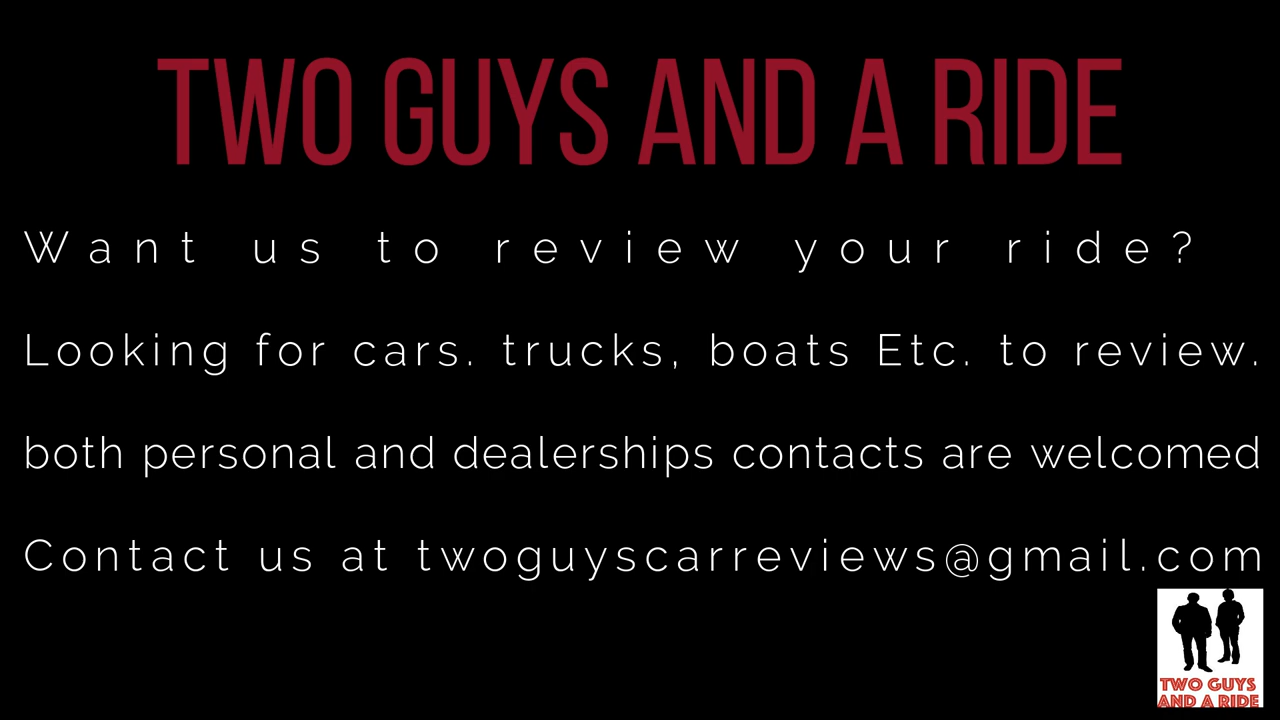 TWO GUYS AND A RIDE
Want us to review your ride?
Looking for cars. trucks, boats Etc. to review.
both personal and dealerships contacts are welcomed
Contact us at twoguyscarreviews@gmail.com
TWO GUYS
AND A RIDE